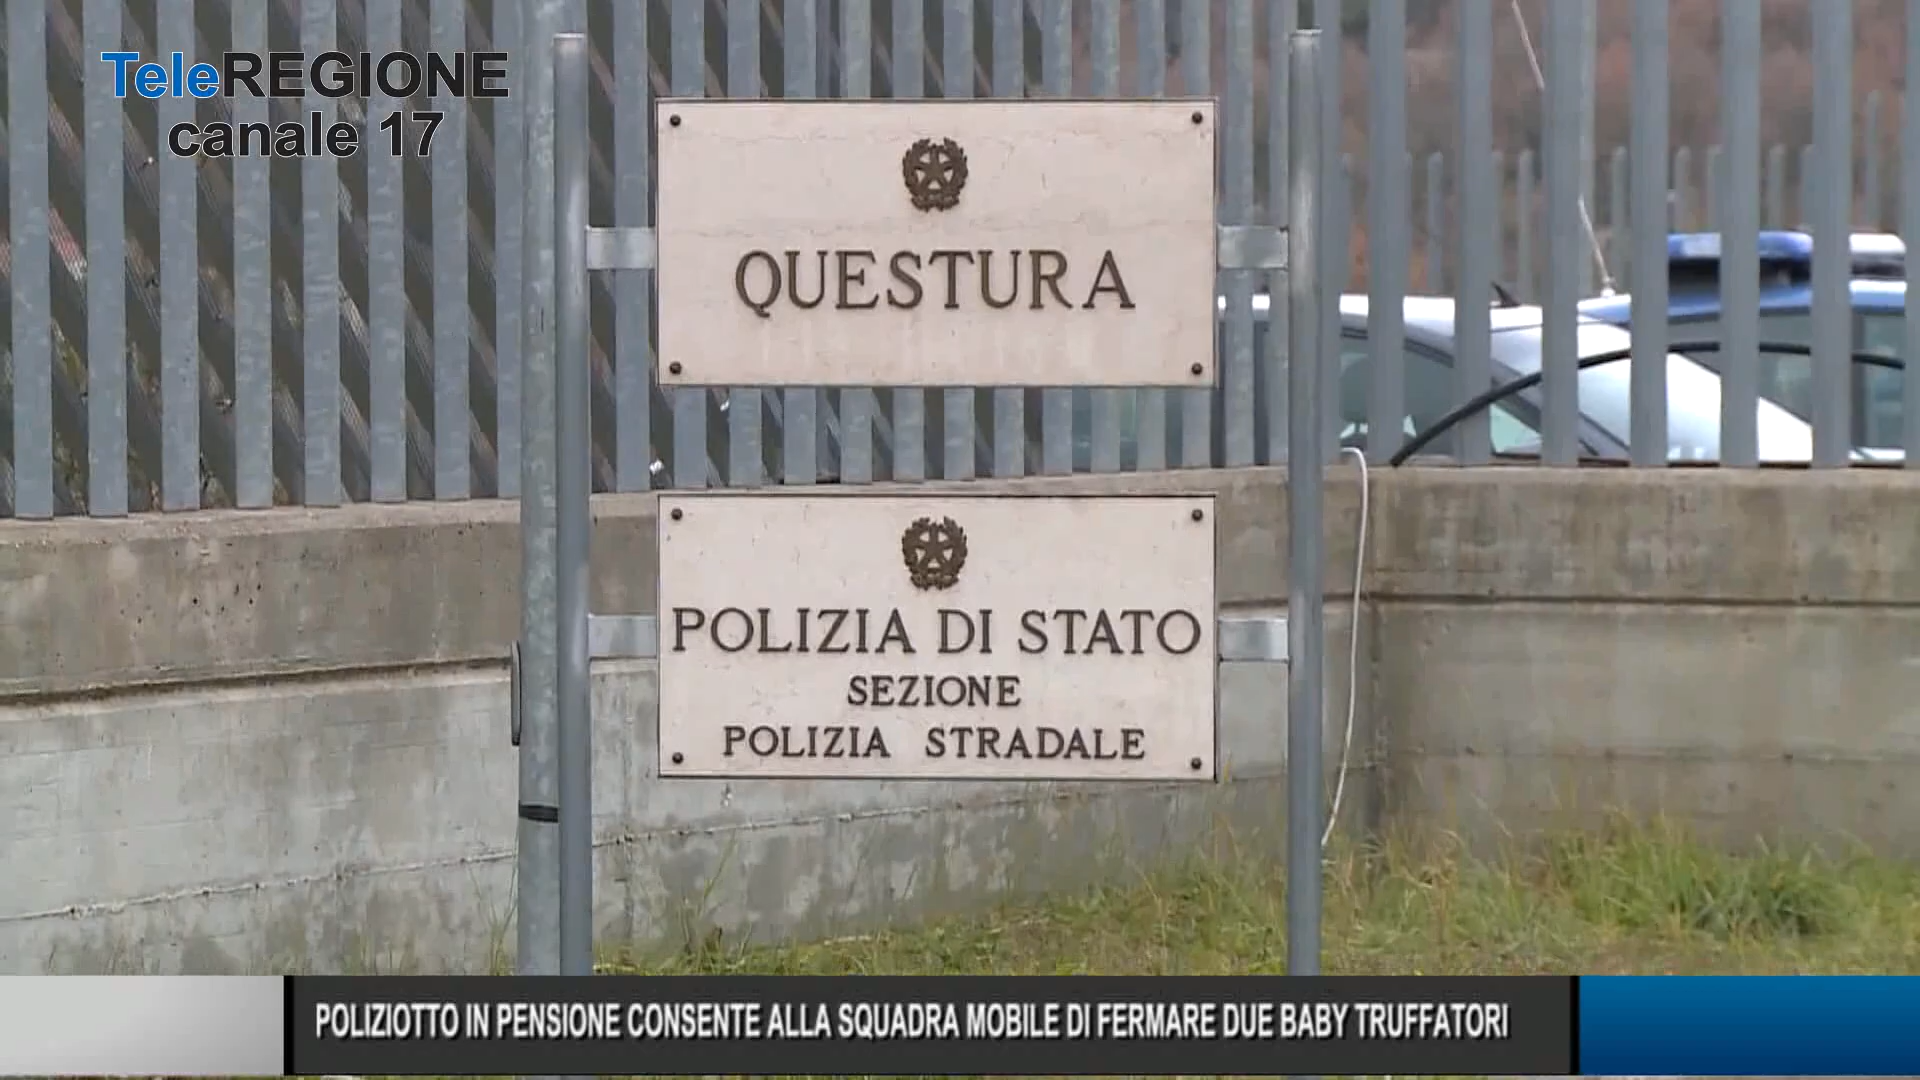 TeleREGIONE
canale 17
QUESTURA
POLIZIA DI STATO
SEZIONE
POLIZIA STRADALE
POLIZIOTTO IN PENSIONE CONSENTE ALLA SQUADRA MOBILE DI FERMARE DUE BABY TRUFFATORI